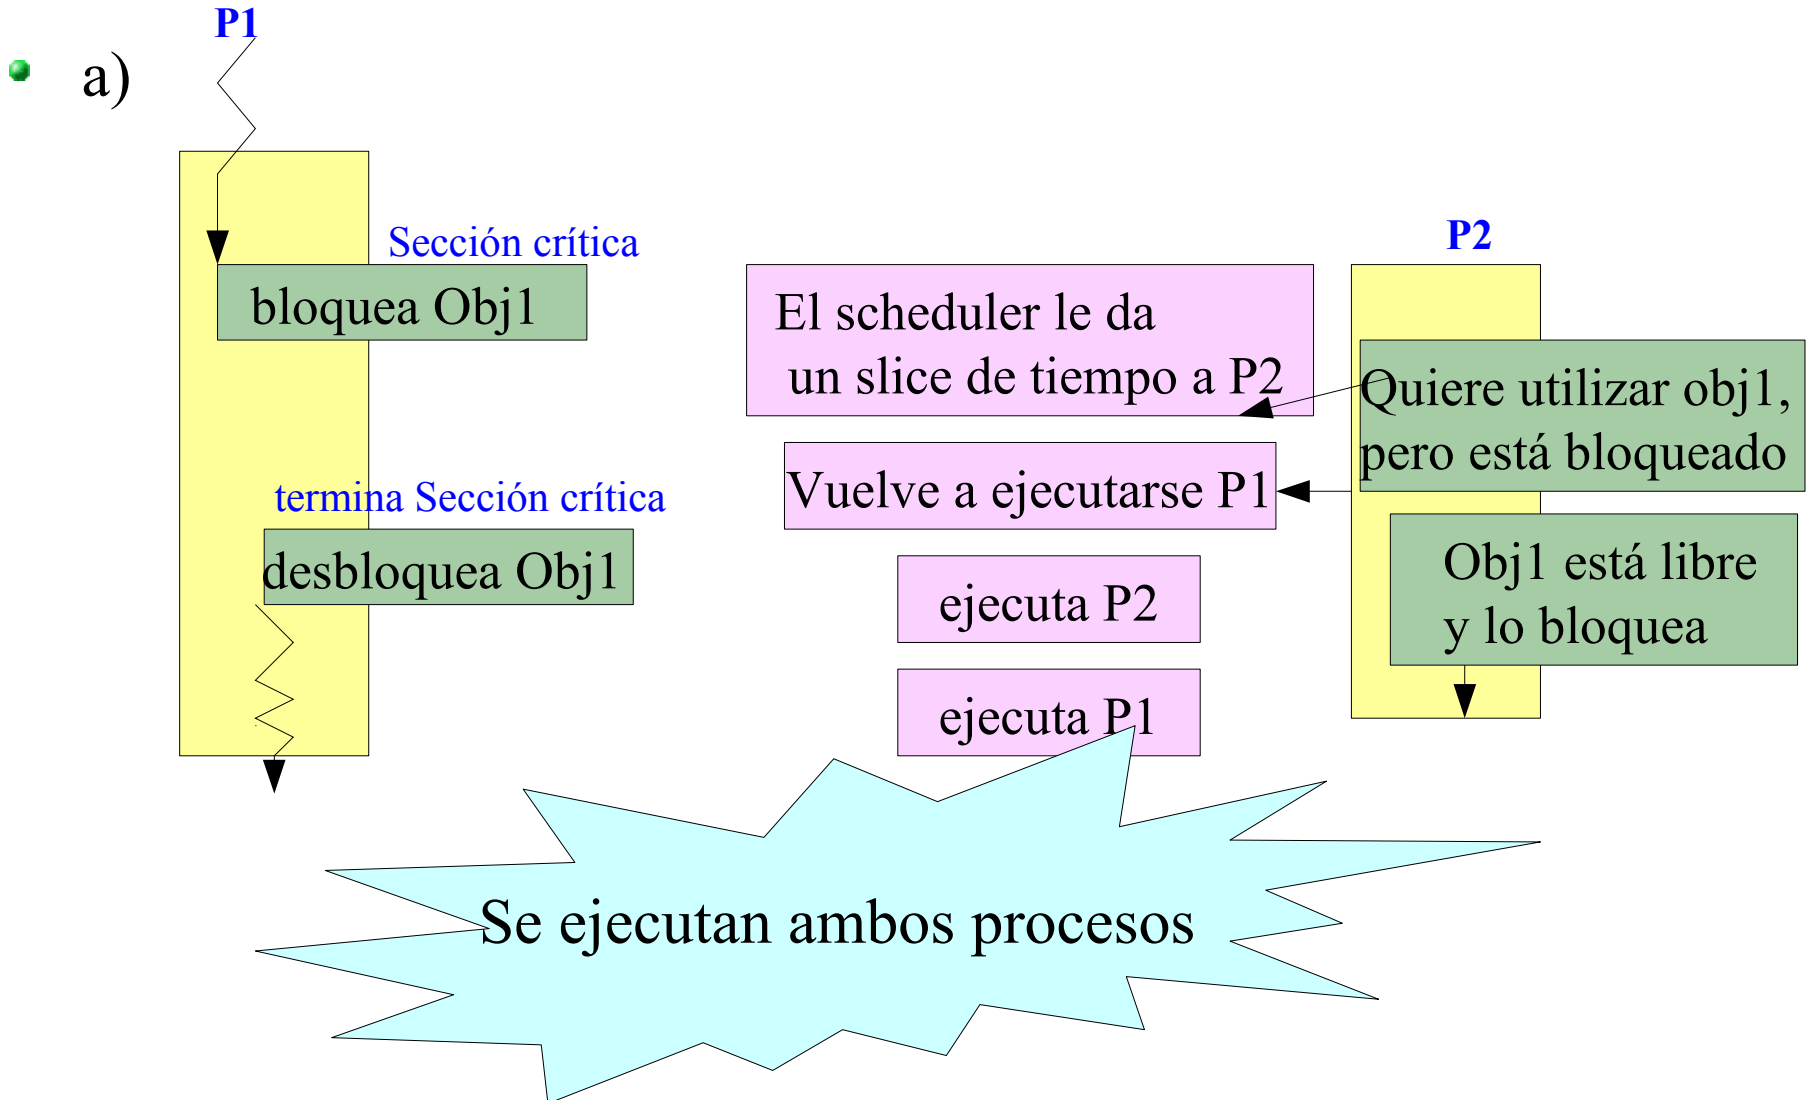 P1
a)
Sección crítica
bloquea Obj1
termina Sección crítica
desbloquea Obj1
El scheduler le da
un slice de tiempo a P2
Vuelve a ejecutarse P1
ejecuta P2
ejecuta P1
P2
Quiere utilizar obj1,
pero está bloqueado
Obj1 está libre
y lo bloquea
Se ejecutan ambos procesos